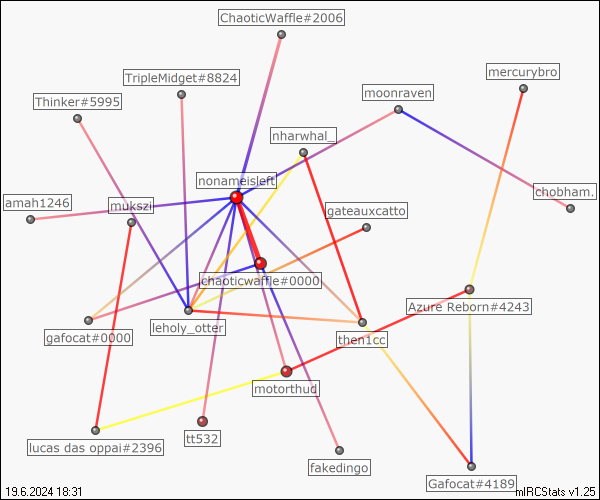 ChaoticWaffle#2006
mercurybro
TripleMidget#8824
moonraven
Thinker#5995
nharwhal_
nonameisleft
chobham.
amah1246
mukszi
gateauxcatto
chaoticwaffle#0000
Azure Reborn#4243
leholy_otter
gafocat#0000
then1cc
motorthud
tt532
lucas das oppai#2396
fakedingo
Gafocat#4189
19.6.2024 18:31
mIRCStats v1.25